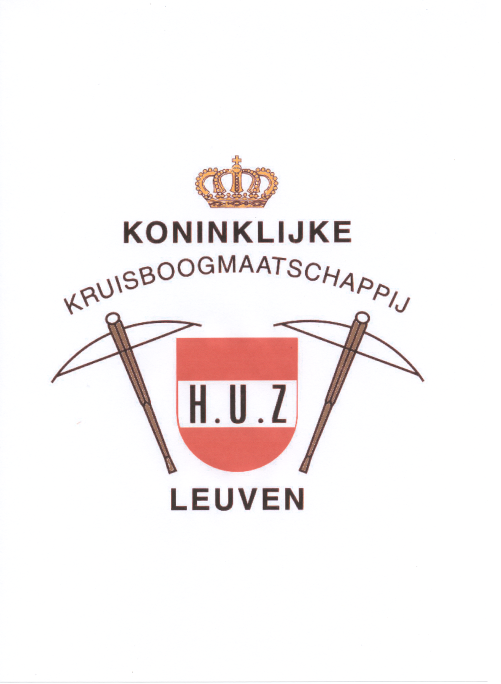 KONINKLIJKE
KRUISBOOGMAATSCHAPPIJ
H.U.Z
LEUVEN